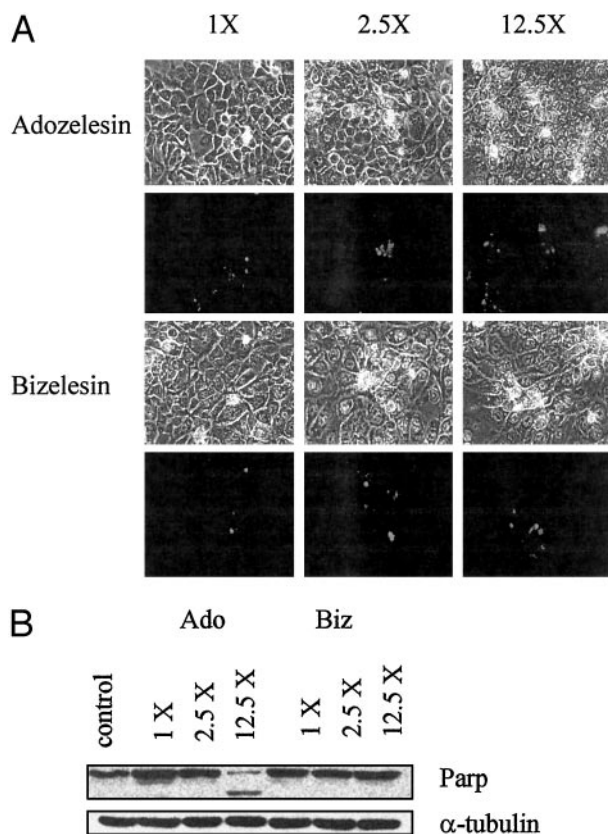 A
1X 2.5X 12.5X
Adozelesin
Bizelesin
B
Ado Biz
control 1 X 2.5 X 12.5 X 1 X 2.5 X 12.5 X
Parp
α-tubulin